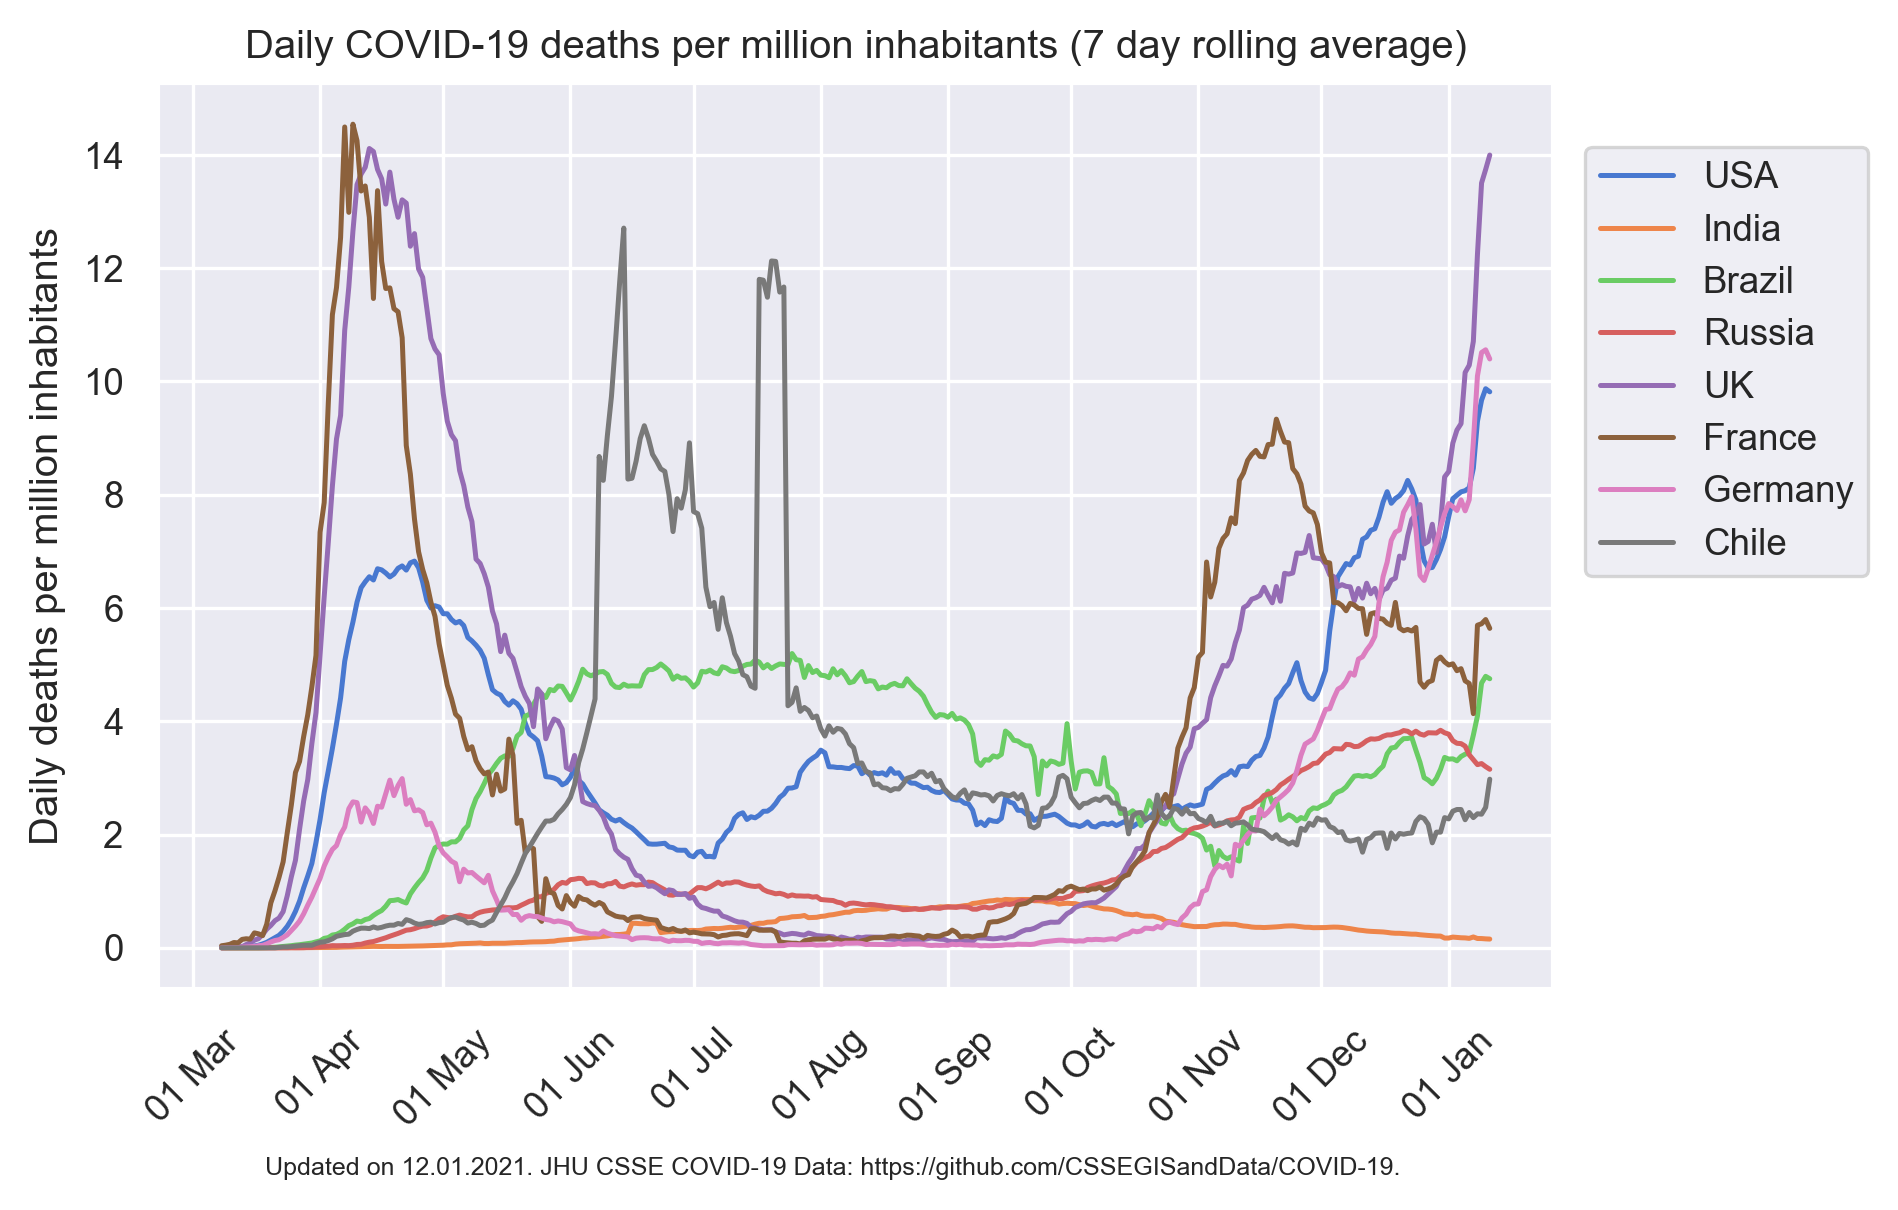 Daily COVID-19 deaths per million inhabitants (7 day rolling average)
Daily deaths per million inhabitants
14
12
10
8
6
4
2
0
01 Mar
01 Apr
01 May
01 Jun
01 Jul
01 Aug
01 Sep
01 Oct
01 Nov
01 Dec
01 Jan
USA
India
Brazil
Russia
UK
France
Germany
Chile
Updated on 12.01.2021. JHU CSSE COVID-19 Data: https://github.com/CSSEGISandData/COVID-19.